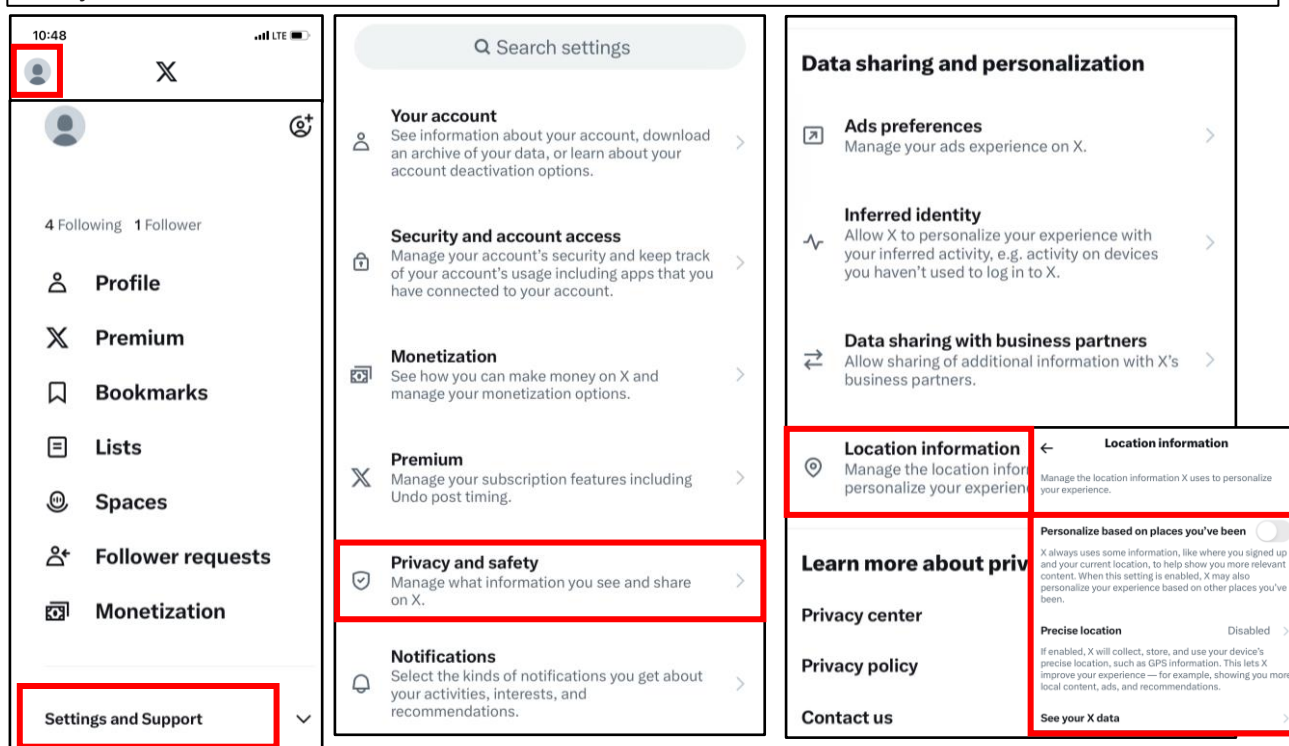 10:48
LTE
X
4 Following 1 Follower
Profile
Premium
Bookmarks
Lists
Spaces
Follower requests
Monetization
Settings and Support
Search settings
Your account
See information about your account, download
an archive of your data, or learn about your
account deactivation options.
Security and account access
Manage your account's security and keep track
of your account's usage including apps that you
have connected to your account.
Monetization
See how you can make money on X and
manage your monetization options.
Premium
Manage your subscription features including
Undo post timing.
Privacy and safety
Manage what information you see and share
on X.
Notifications
Select the kinds of notifications you get about
your activities, interests, and
recommendations.
Data sharing and personalization
Ads preferences
Manage your ads experience on X.
Inferred identity
Allow X to personalize your experience with
your inferred activity, e.g. activity on devices
you haven't used to log in to X.
Data sharing with business partners
Allow sharing of additional information with X's
business partners.
Location information
Manage the location infor
personalize your experien
Learn more about priv
Privacy center
Privacy policy
Contact us
Location information
Manage the location information X uses to personalize
your experience.
Personalize based on places you've been
X always uses some information, like where you signed up
and your current location, to help show you more relevant
content. When this setting is enabled, X may also
personalize your experience based on other places you've
been.
Precise location Disabled
If enabled, X will collect, store, and use your device's
precise location, such as GPS information. This lets X
improve your experience — for example, showing you more
local content, ads, and recommendations.
See your X data